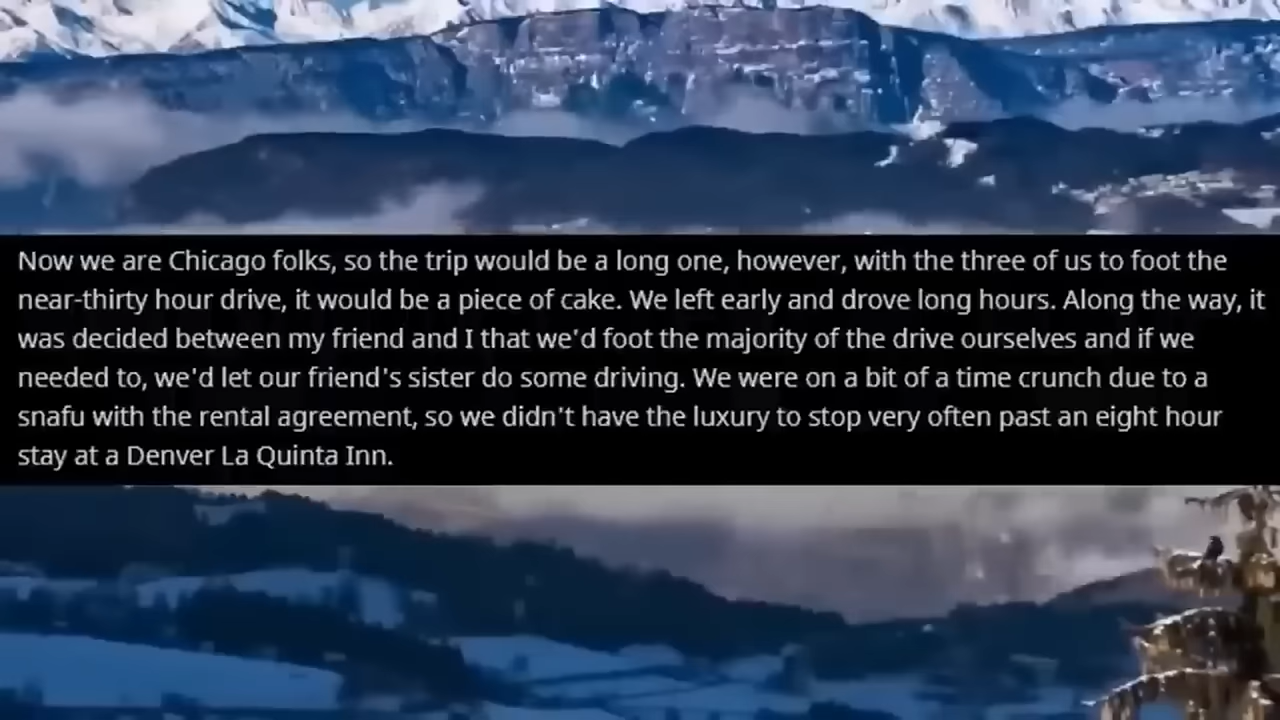 Now we are Chicago folks, so the trip would be a long one, however, with the three of us to foot the
near-thirty hour drive, it would be a piece of cake. We left early and drove long hours. Along the way, it
was decided between my friend and I that we'd foot the majority of the drive ourselves and if we
needed to, we'd let our friend's sister do some driving. We were on a bit of a time crunch due to a
snafu with the rental agreement, so we didn't have the luxury to stop very often past an eight hour
stay at a Denver La Quinta Inn.